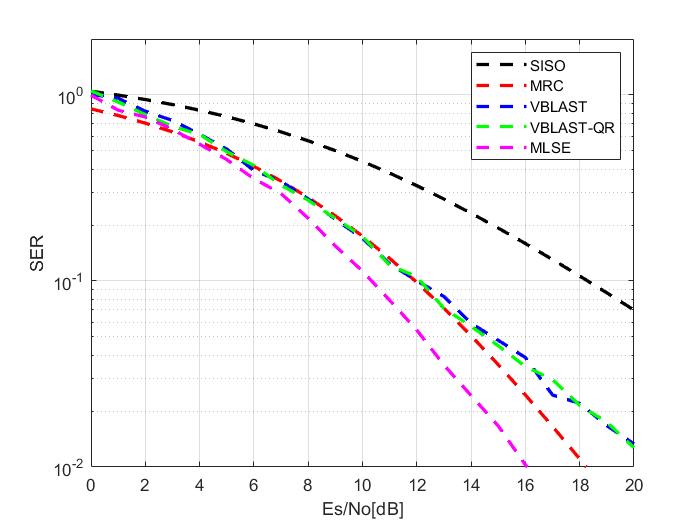 SISO
MRC
VBLAST
VBLAST-QR
MLSE
10^0
10^-1
10^-2
SER
0 2 4 6 8 10 12 14 16 18 20
Es/No[dB]